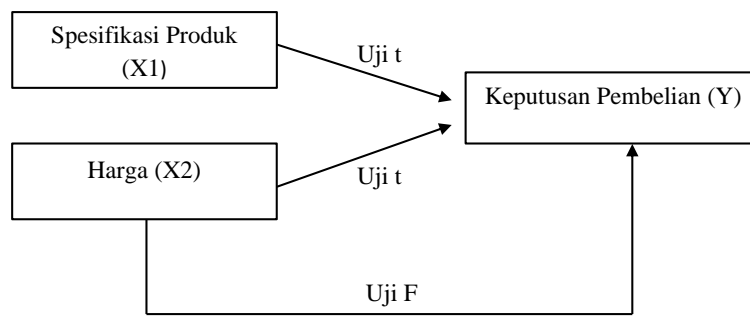 Spesifikasi Produk
(X1)
Uji t
Keputusan Pembelian (Y)
Harga (X2)
Uji t
Uji F